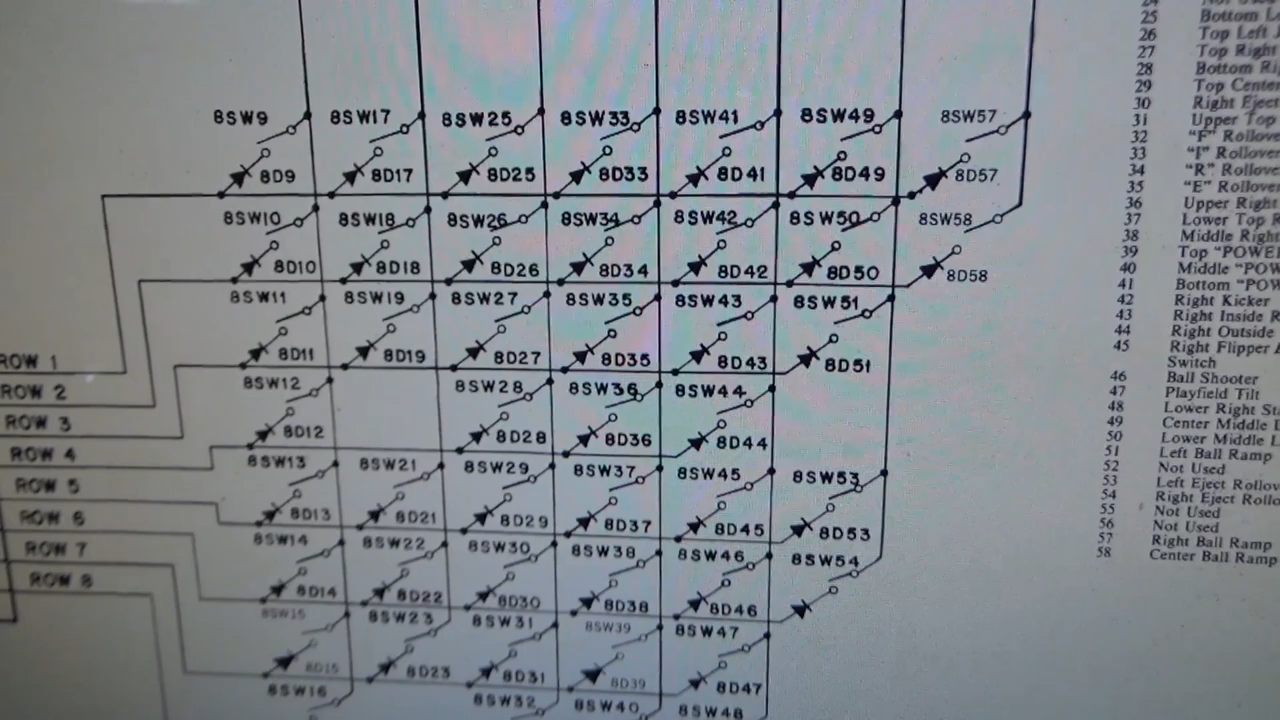 8SW9 8SW17 8SW25 8SW33 8SW41 8SW49 8SW57
8D9 8D17 8D25 8D33 8D41 8D49 8D57
8SW10 8SW18 8SW26 8SW34 8SW42 8SW50 8SW58
8D10 8D18 8D26 8D34 8D42 8D50 8D58
8SW11 8SW19 8SW27 8SW35 8SW43 8SW51
8D11 8D19 8D27 8D35 8D43 8D51
8SW12 8SW28 8SW36 8SW44
8D12 8D28 8D36 8D44
8SW13 8SW21 8SW29 8SW37 8SW45 8SW53
8D13 8D21 8D29 8D37 8D45 8D53
8SW14 8SW22 8SW30 8SW38 8SW46 8SW54
8D14 8D22 8D30 8D38 8D46
8SW15 8SW23 8SW31 8SW39 8SW47
8D15 8D23 8D31 8D39 8D47
8SW16 8SW32 8SW40 8SW48
ROW 1
ROW 2
ROW 3
ROW 4
ROW 5
ROW 6
ROW 7
ROW 8
25 Bottom
26 Top Left
27 Top Right
28 Bottom
29 Top Center
30 Right Eject
31 Upper Top
32 "F" Rollover
33 "I" Rollover
34 "R" Rollover
35 "E" Rollover
36 Upper Right
37 Lower Top
38 Middle Right
39 Top "POWE
40 Middle "POW
41 Bottom "POW
42 Right Kicker
43 Right Inside
44 Right Outside
45 Right Flipper
Switch
46 Ball Shooter
47 Playfield Tilt
48 Lower Right
49 Center Middle
50 Lower Middle
51 Left Ball Ramp
52 Not Used
53 Left Eject Rollov
54 Right Eject Rollo
55 Not Used
56 Not Used
57 Right Ball Ramp
58 Center Ball Ramp